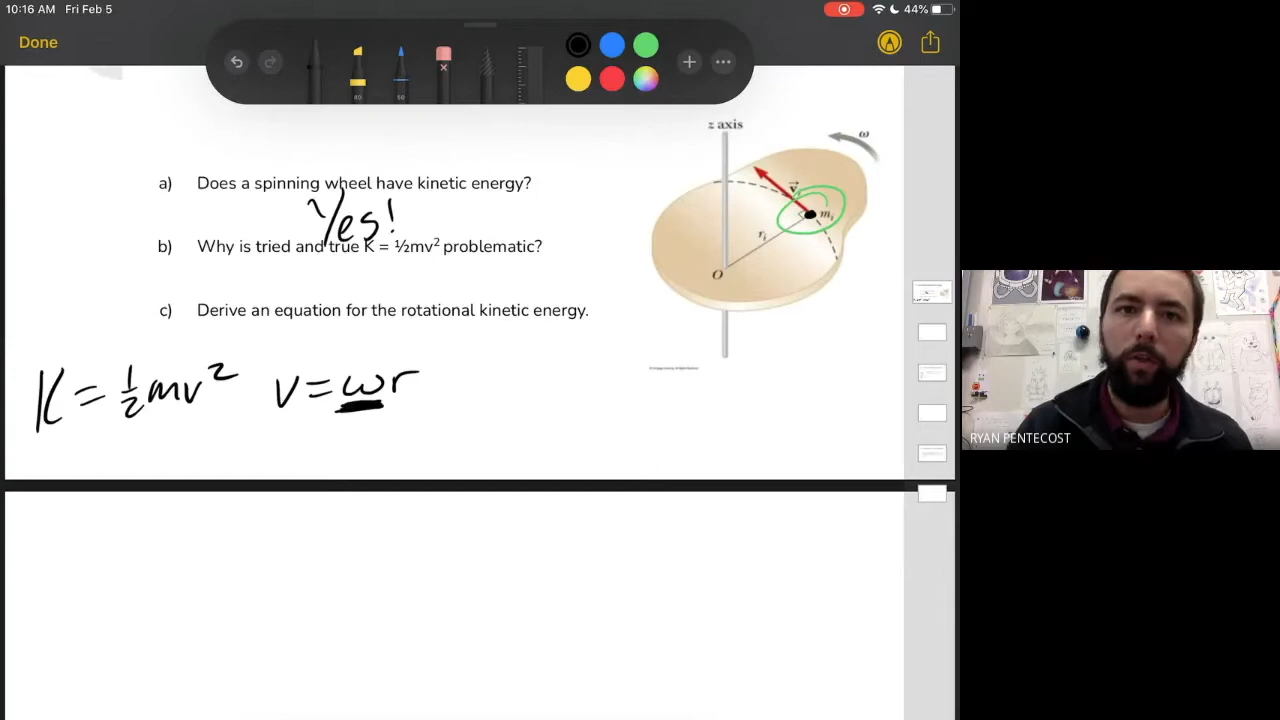 10:16 AM Fri Feb 5
44%
Done
80
50
z axis
ω
a) Does a spinning wheel have kinetic energy?
Yes!
v⃗ᵢ
mᵢ
rᵢ
O
b) Why is tried and true K = ½mv² problematic?
c) Derive an equation for the rotational kinetic energy.
K = ½mv² v = ωr
RYAN PENTECOST